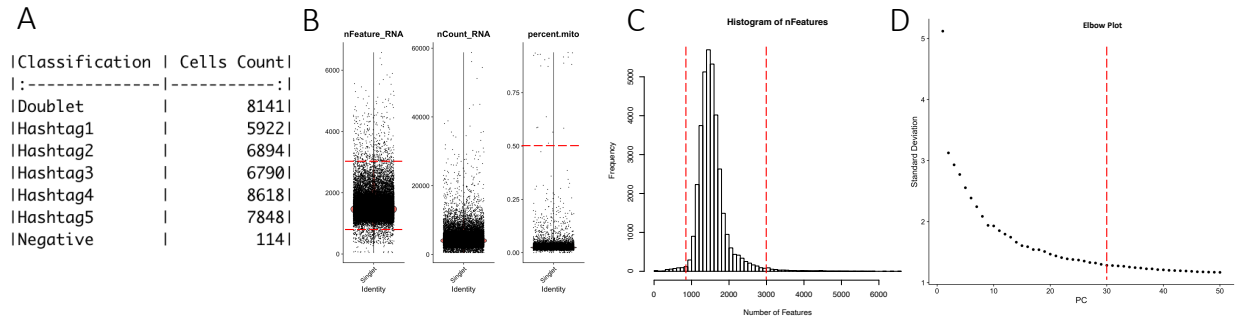 A
|Classification | Cells Count|
|:--------------|-----------:|
|Doublet | 8141|
|Hashtag1 | 5922|
|Hashtag2 | 6894|
|Hashtag3 | 6790|
|Hashtag4 | 8618|
|Hashtag5 | 7848|
|Negative | 114|
B
nFeature_RNA
6000
4000
2000
0
Singlet
Identity
nCount_RNA
60000
40000
20000
0
Singlet
Identity
percent.mito
0.75
0.50
0.25
0.00
Singlet
Identity
C
Histogram of nFeatures
Frequency
5000
4000
3000
2000
1000
0
0 1000 2000 3000 4000 5000 6000
Number of Features
D
Elbow Plot
Standard Deviation
5
4
3
2
1
0 10 20 30 40 50
PC